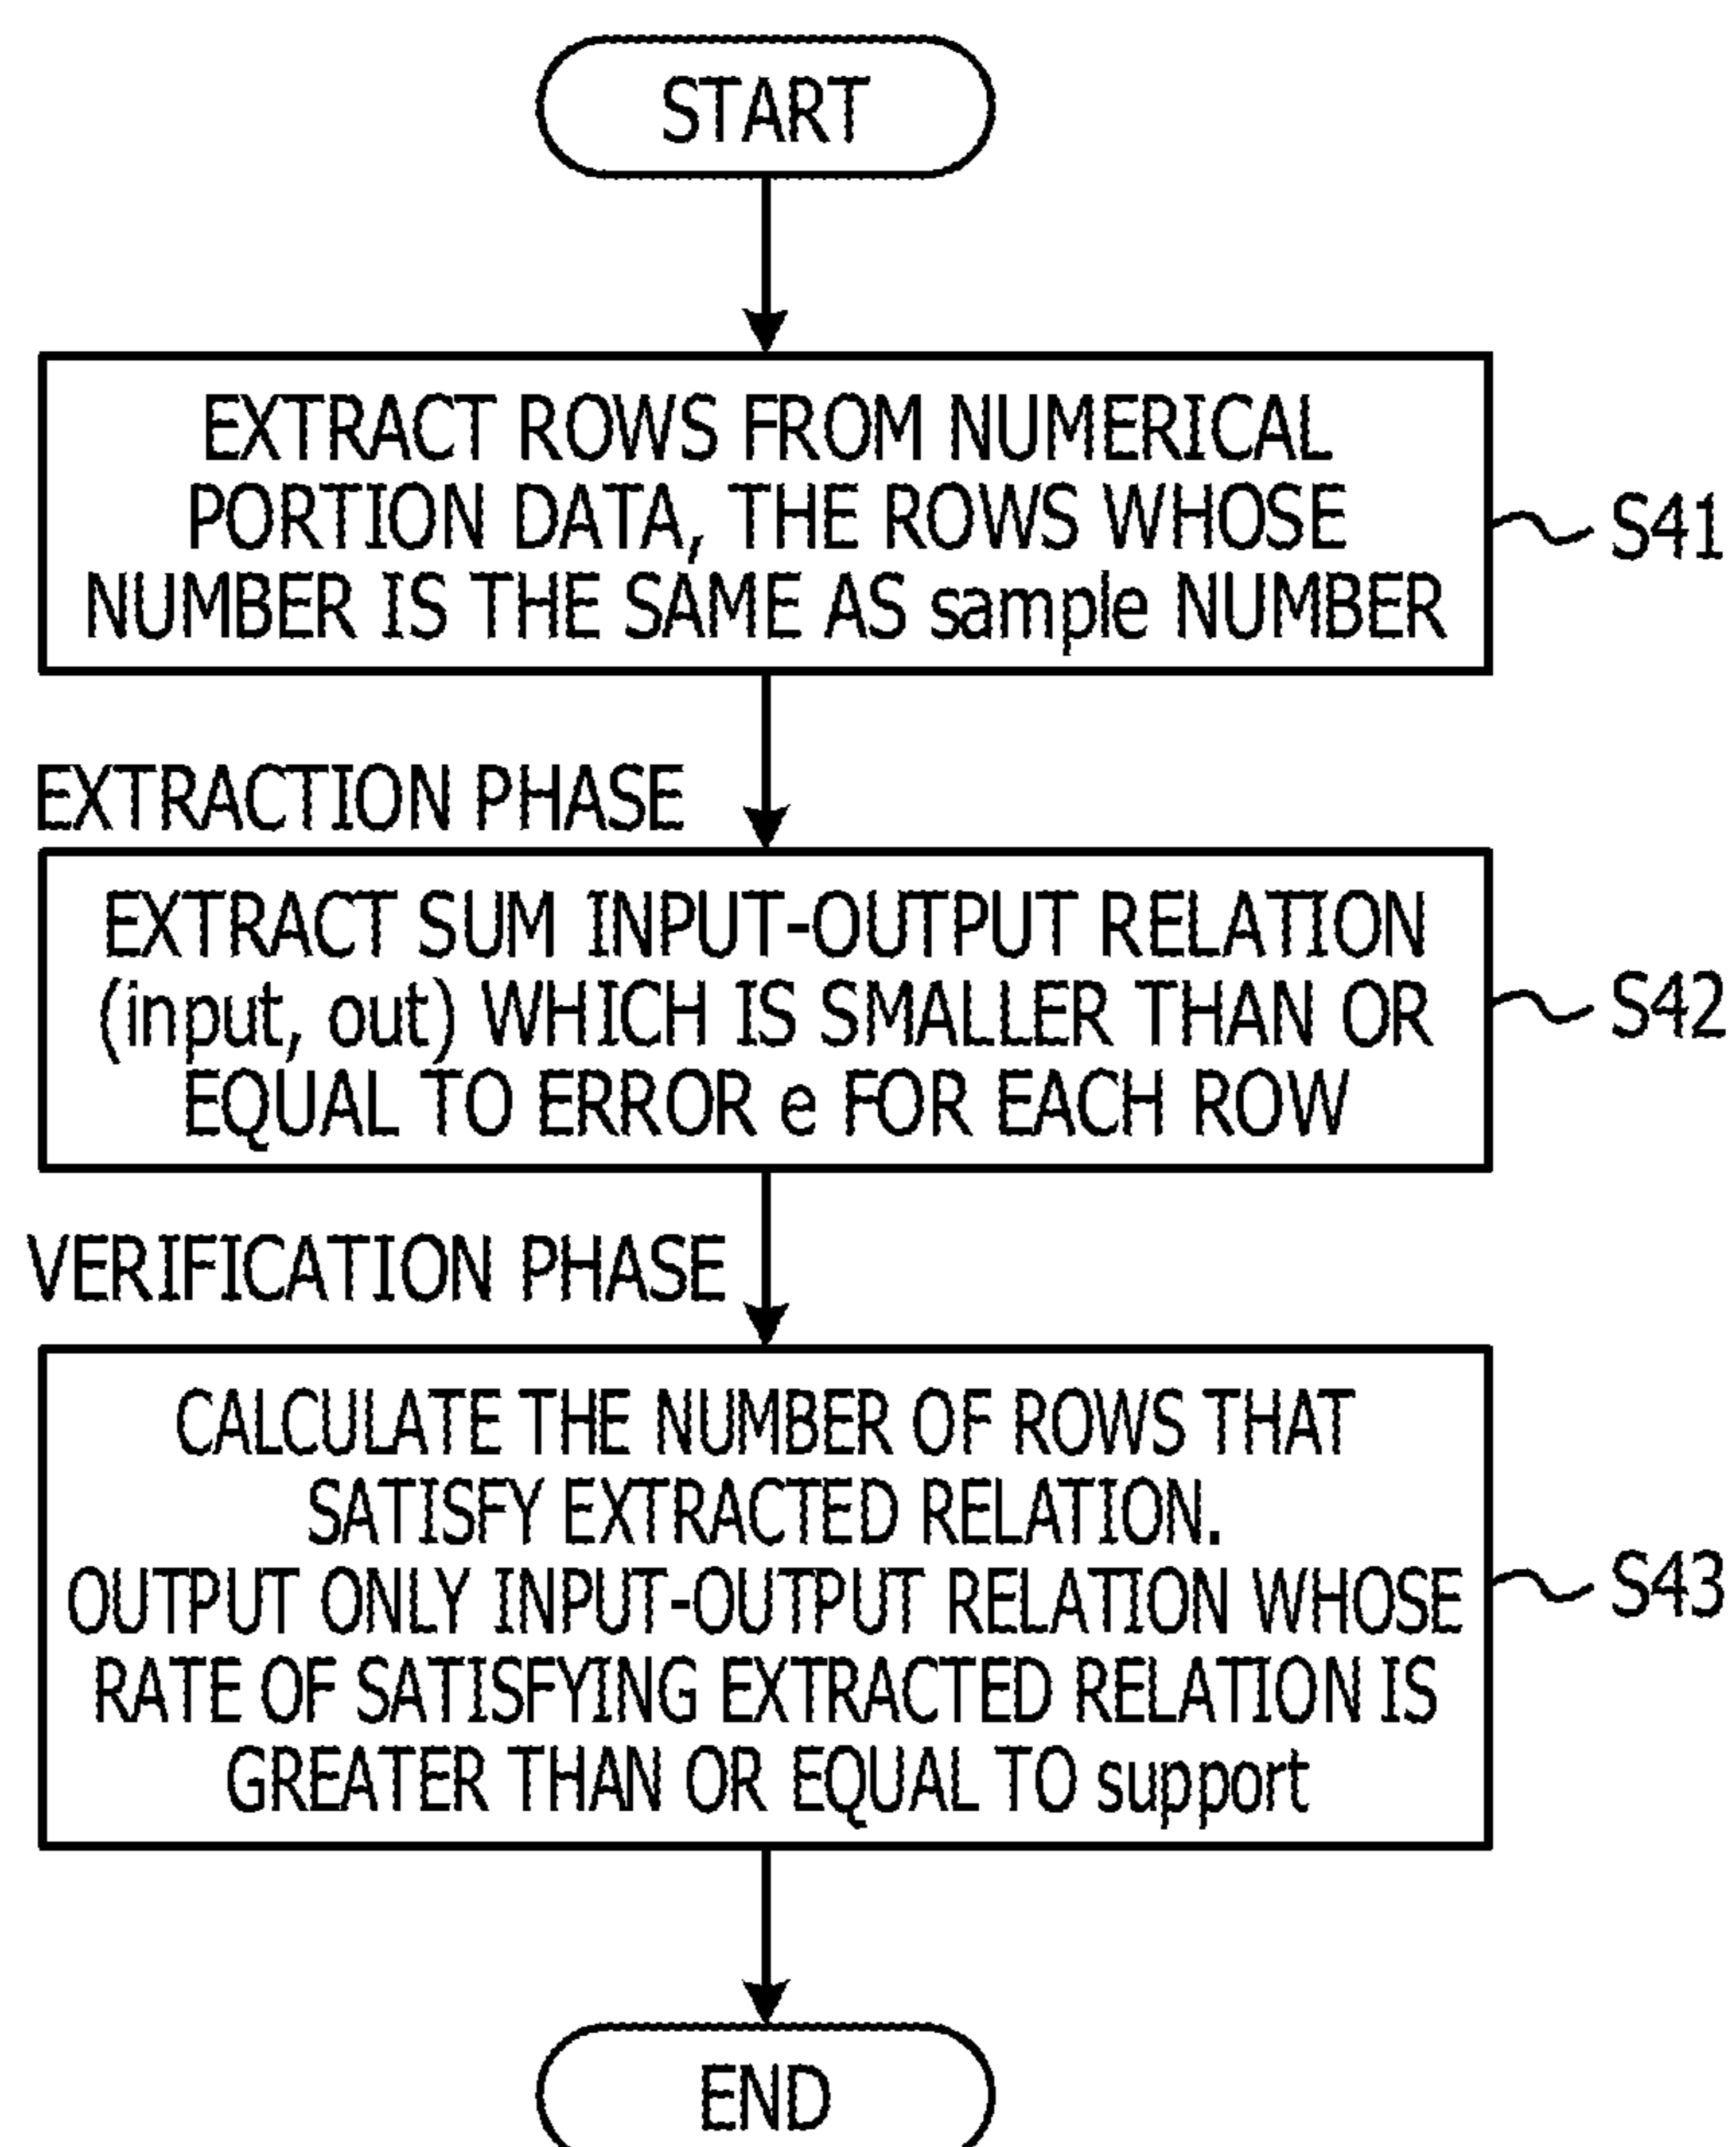 START
EXTRACT ROWS FROM NUMERICAL
PORTION DATA, THE ROWS WHOSE
NUMBER IS THE SAME AS sample NUMBER
S41
EXTRACTION PHASE
EXTRACT SUM INPUT-OUTPUT RELATION
(input, out) WHICH IS SMALLER THAN OR
EQUAL TO ERROR e FOR EACH ROW
S42
VERIFICATION PHASE
CALCULATE THE NUMBER OF ROWS THAT
SATISFY EXTRACTED RELATION.
OUTPUT ONLY INPUT-OUTPUT RELATION WHOSE
RATE OF SATISFYING EXTRACTED RELATION IS
GREATER THAN OR EQUAL TO support
S43
END